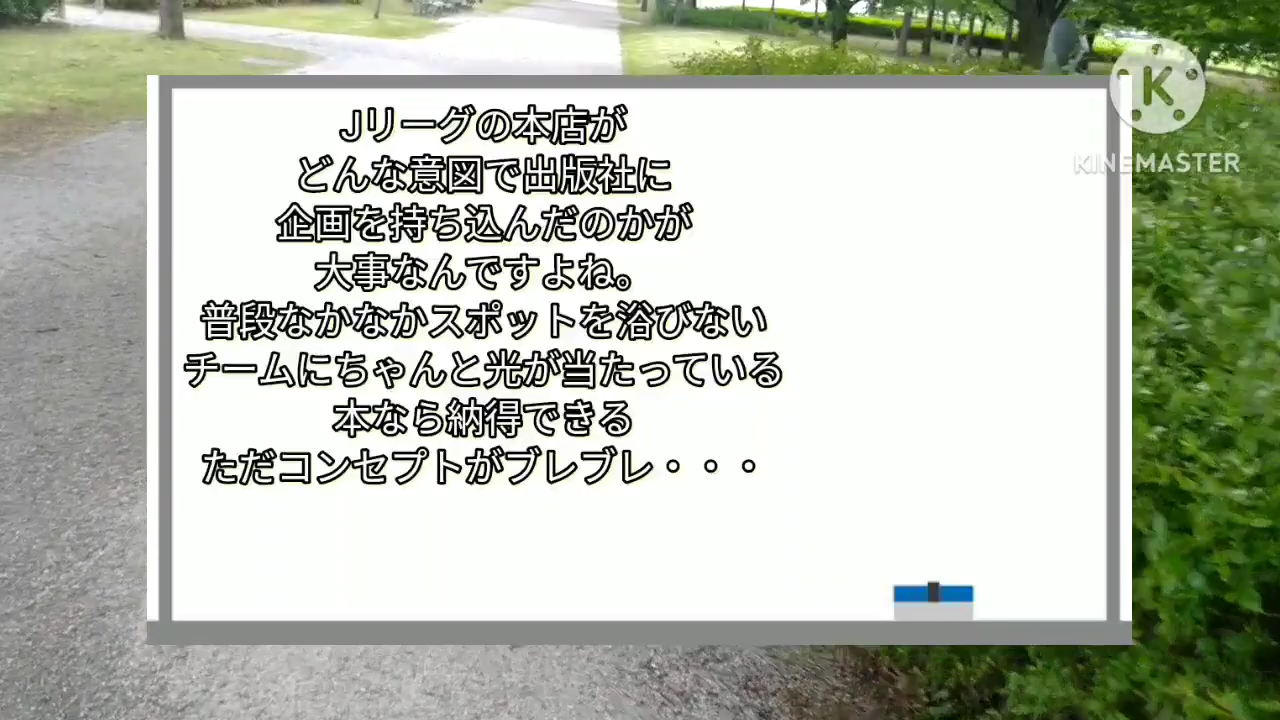 Jリーグの本店が
どんな意図で出版社に
企画を持ち込んだのかが
大事なんですよね。
普段なかなかスポットを浴びない
チームにちゃんと光が当たっている
本なら納得できる
ただコンセプトがブレブレ・・・
K
KINEMASTER